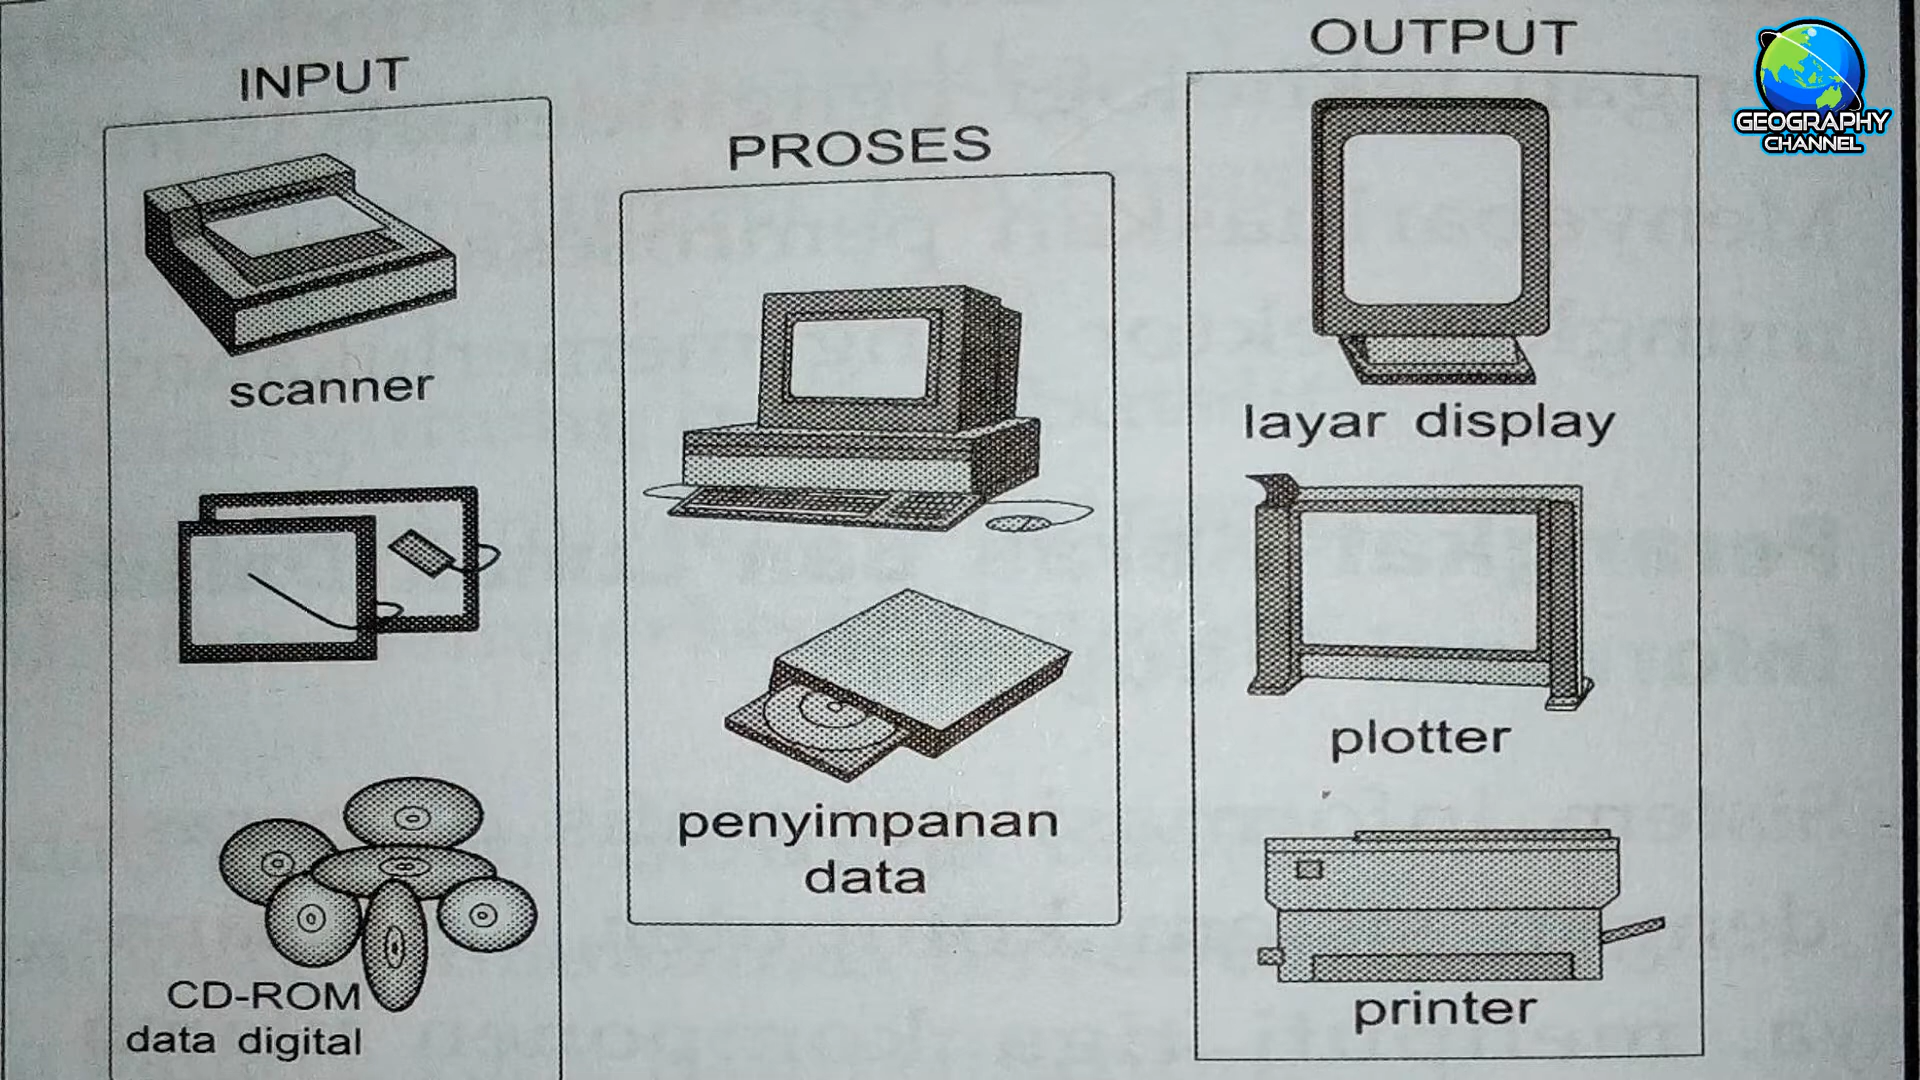 INPUT
scanner
CD-ROM
data digital
PROSES
penyimpanan
data
OUTPUT
layar display
plotter
printer
GEOGRAPHY
CHANNEL